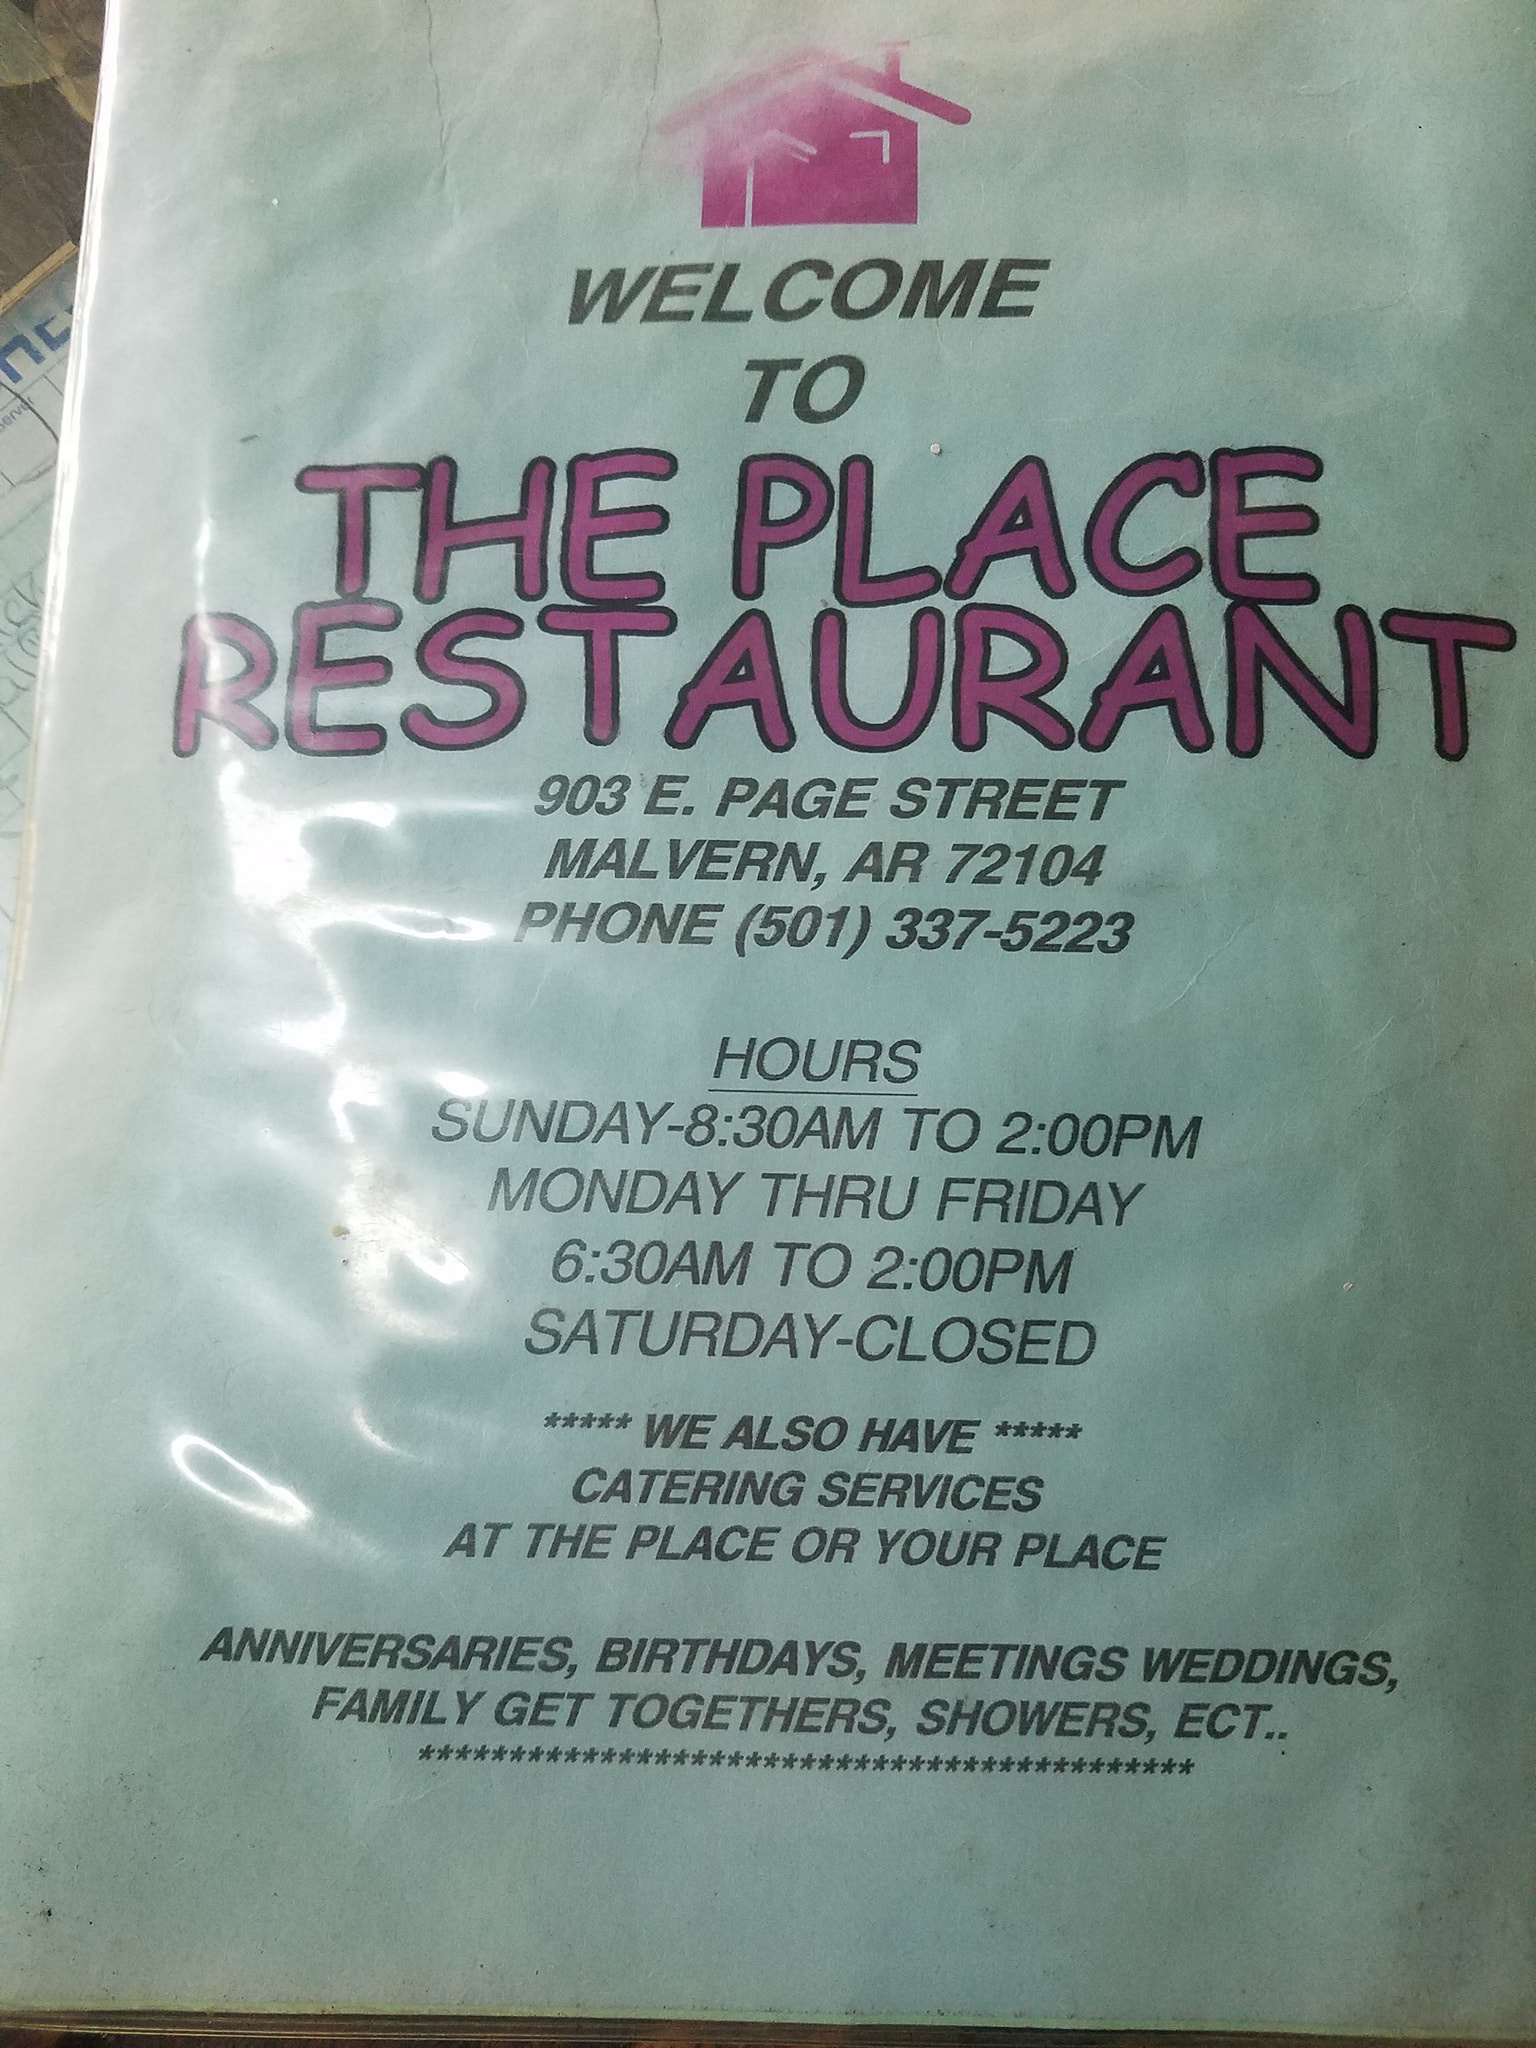 WELCOME
TO
THE PLACE
RESTAURANT
903 E. PAGE STREET
MALVERN, AR 72104
PHONE (501) 337-5223
HOURS
SUNDAY-8:30AM TO 2:00PM
MONDAY THRU FRIDAY
6:30AM TO 2:00PM
SATURDAY-CLOSED
***** WE ALSO HAVE *****
CATERING SERVICES
AT THE PLACE OR YOUR PLACE
ANNIVERSARIES, BIRTHDAYS, MEETINGS WEDDINGS,
FAMILY GET TOGETHERS, SHOWERS, ECT..
*******************************************